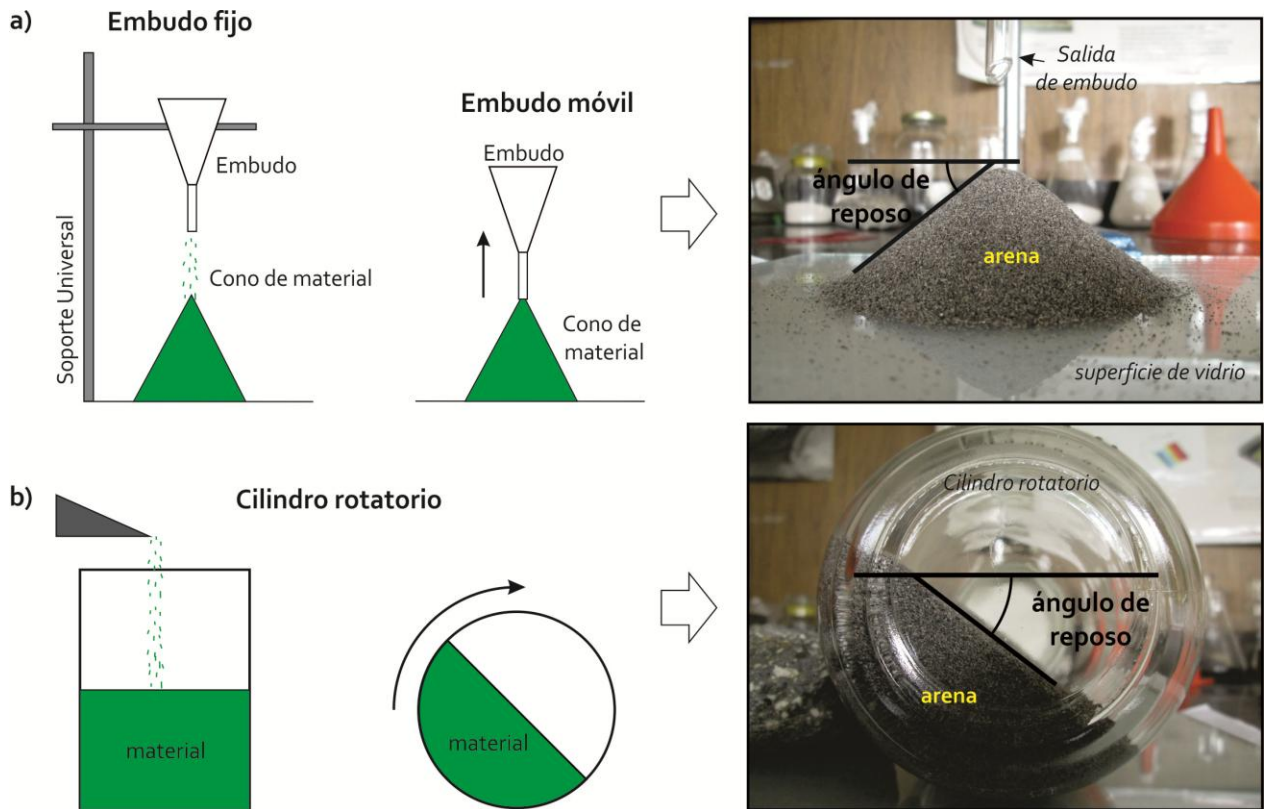 a)
Embudo fijo
Embudo
Soporte Universal
Cono de material
Embudo móvil
Embudo
Cono de
material
Salida
de embudo
ángulo de
reposo
arena
superficie de vidrio
b)
Cilindro rotatorio
material
material
Cilindro rotatorio
ángulo de
reposo
arena